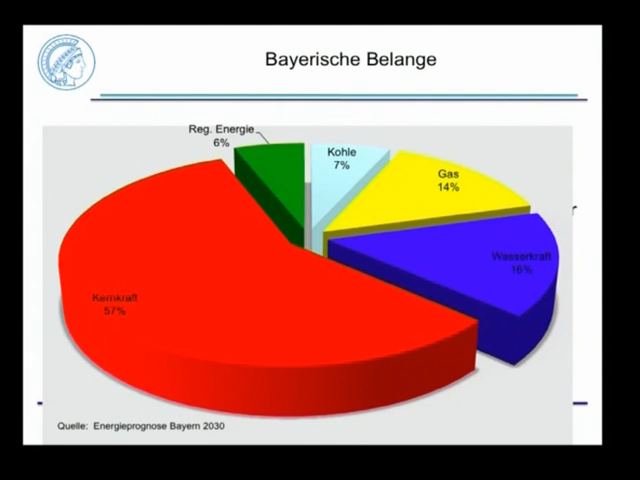 Bayerische Belange
Reg. Energie
6%
Kohle
7%
Gas
14%
Wasserkraft
16%
Kernkraft
57%
r
Quelle: Energieprognose Bayern 2030